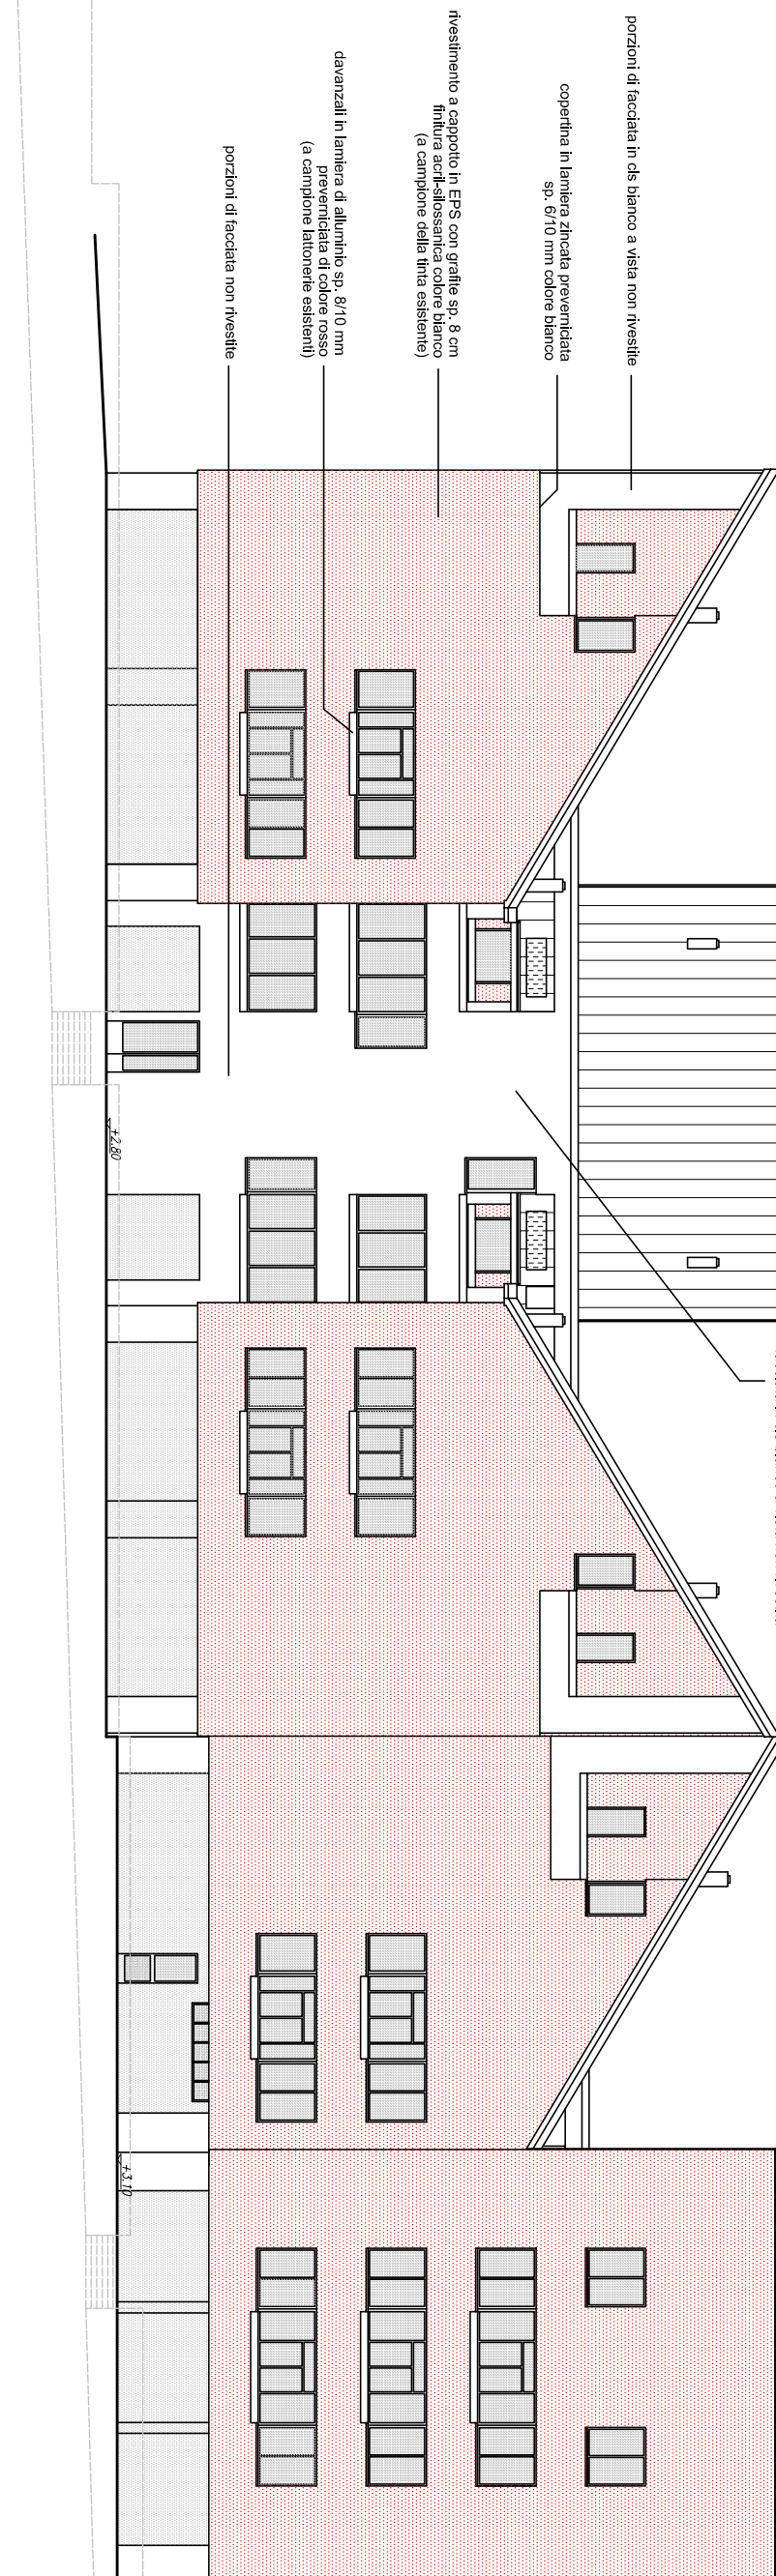 porzioni di facciata in cls bianco a vista non rivestite
copertina in lamiera zincata preverniciata
sp. 6/10 mm colore bianco
rivestimento a cappotto in EPS con grafite sp. 8 cm
finitura acril-silossanica colore bianco
(a campione della tinta esistente)
davanzali in lamiera di alluminio sp. 8/10 mm
preverniciata di colore rosso
(a campione lattonerie esistenti)
porzioni di facciata non rivestite
+2.80
+3.10